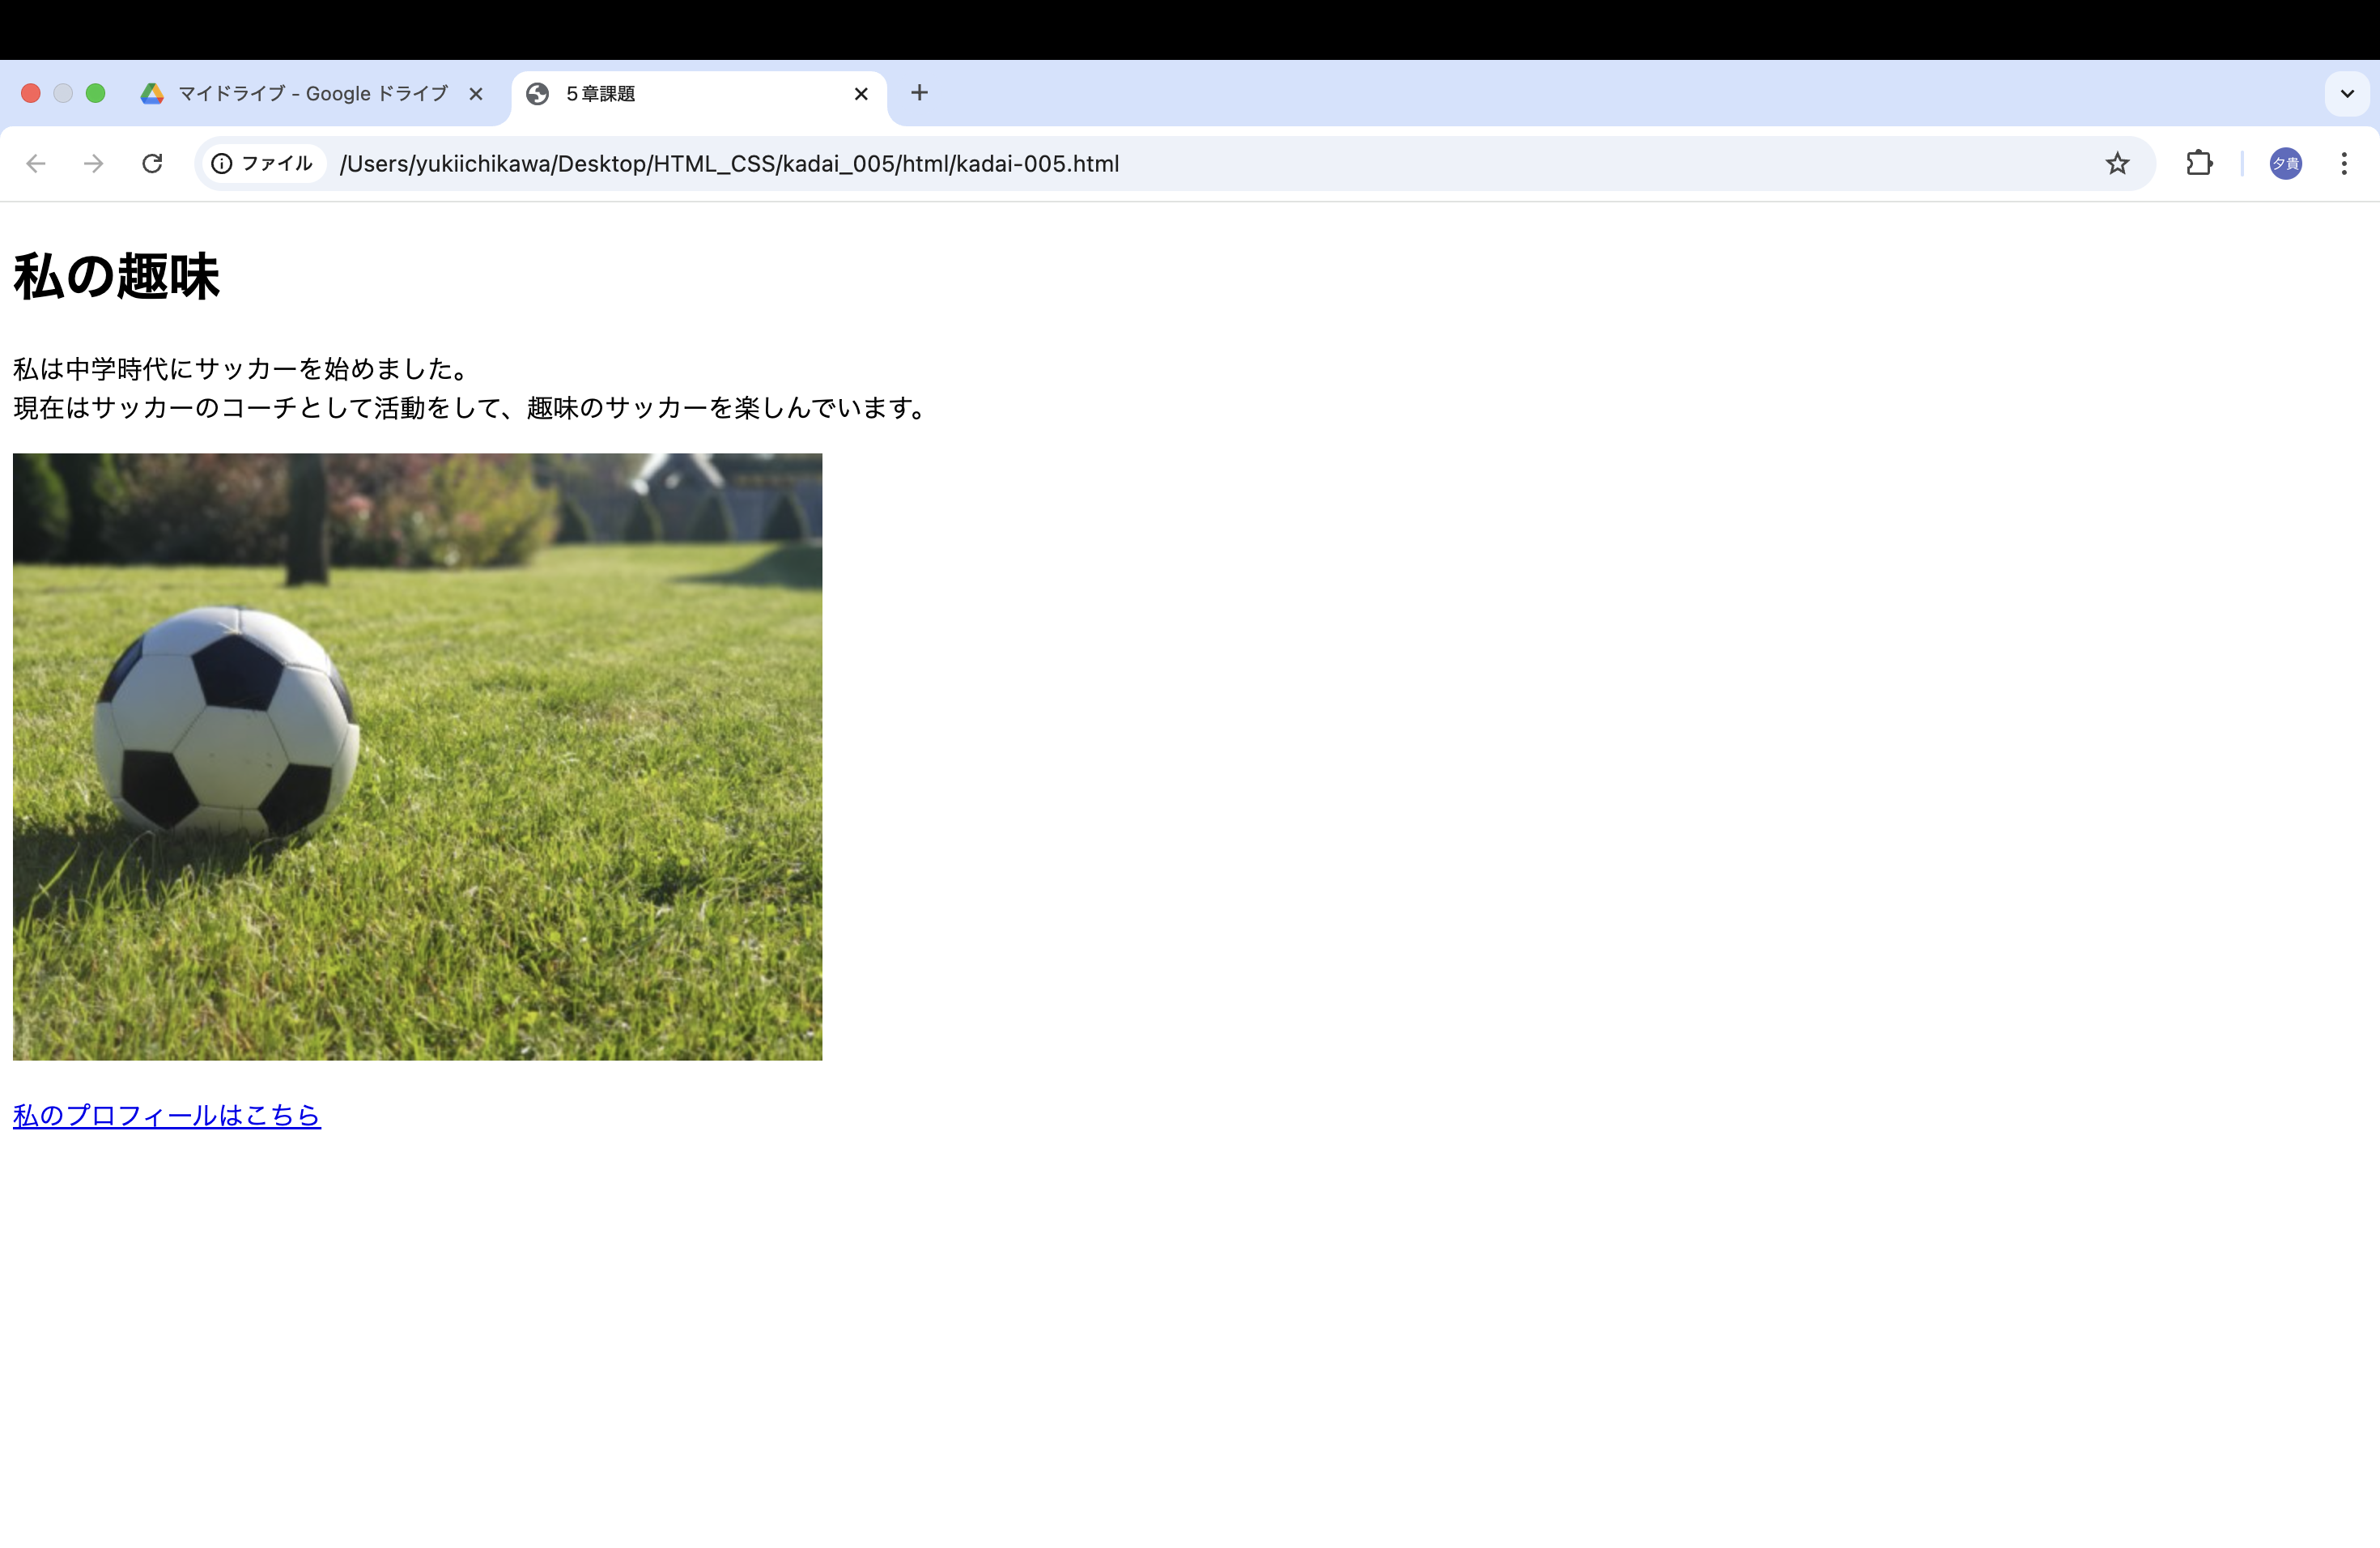 マイドライブ - Google ドライブ
５章課題
ファイル
/Users/yukiichikawa/Desktop/HTML_CSS/kadai_005/html/kadai-005.html
夕貴
私の趣味
私は中学時代にサッカーを始めました。
現在はサッカーのコーチとして活動をして、趣味のサッカーを楽しんでいます。
私のプロフィールはこちら